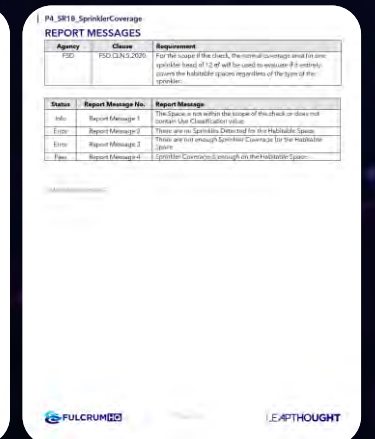 P4_SR18_SprinklerCoverage
REPORT MESSAGES
Agency Clause Requirement
FSD FSD.CLN.5.2020 For the scope if the check, the normal coverage area (in one
sprinkler head) of 12 ㎡ will be used to evaluate if it entirely
covers the habitable spaces regardless of the type of the
sprinkler.
Status Report Message No. Report Message
Info Report Message 1 The Space is not within the scope of the check or does not
contain Use Classification value
Error Report Message 2 There are no Sprinklers Detected for the Habitable Space
Error Report Message 3 There are not enough Sprinkler Coverage for the Habitable
Space
Pass Report Message 4 Sprinkler Coverage is enough on the Habitable Space
FULCRUMHQ
LEAPTHOUGHT